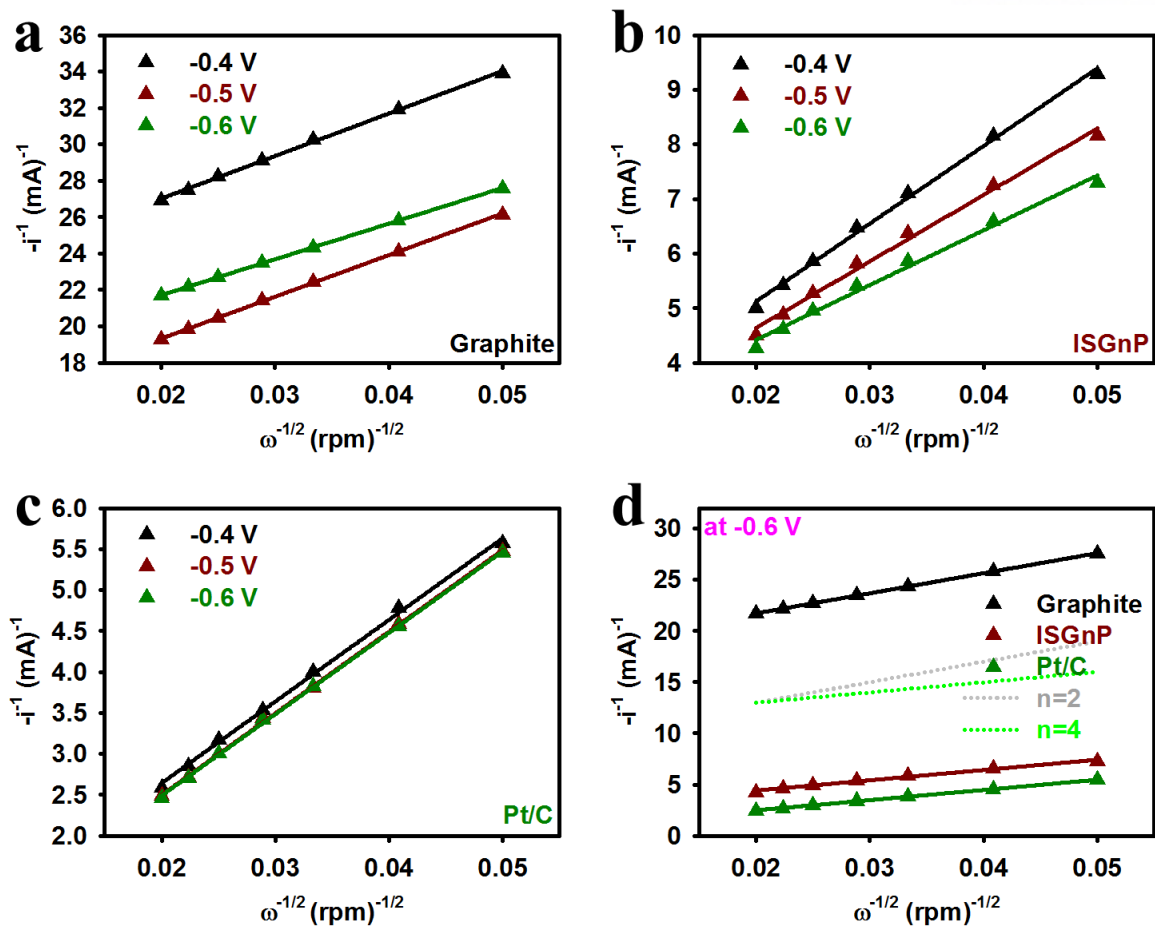 a
-0.4 V
-0.5 V
-0.6 V
36
34
32
30
28
26
24
22
20
18
-i⁻¹ (mA)⁻¹
Graphite
0.02 0.03 0.04 0.05
ω⁻¹/² (rpm)⁻¹/²
b
-0.4 V
-0.5 V
-0.6 V
10
9
8
7
6
5
4
-i⁻¹ (mA)⁻¹
ISGnP
0.02 0.03 0.04 0.05
ω⁻¹/² (rpm)⁻¹/²
c
-0.4 V
-0.5 V
-0.6 V
6.0
5.5
5.0
4.5
4.0
3.5
3.0
2.5
2.0
-i⁻¹ (mA)⁻¹
Pt/C
0.02 0.03 0.04 0.05
ω⁻¹/² (rpm)⁻¹/²
d
at -0.6 V
30
25
20
15
10
5
0
-i⁻¹ (mA)⁻¹
Graphite
ISGnP
Pt/C
n=2
n=4
0.02 0.03 0.04 0.05
ω⁻¹/² (rpm)⁻¹/²